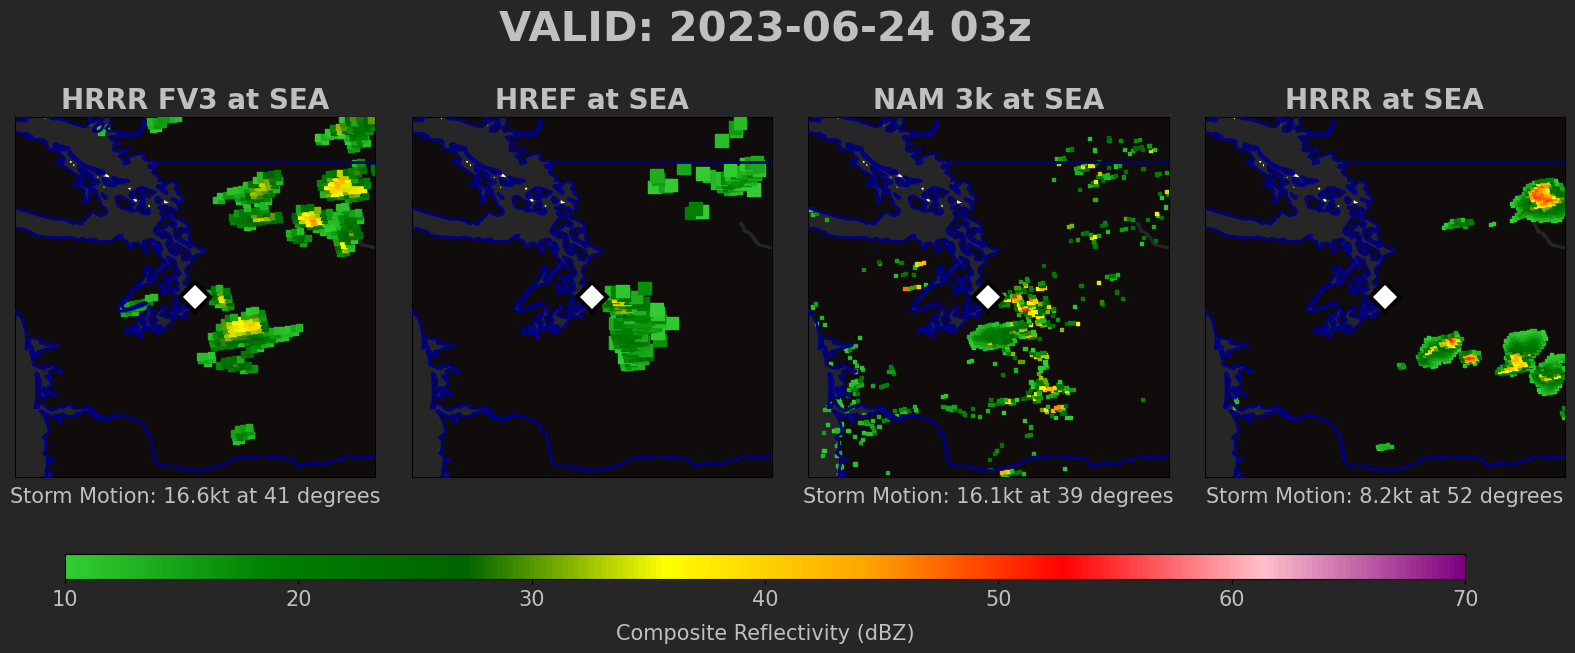 VALID: 2023-06-24 03z
HRRR FV3 at SEA
HREF at SEA
NAM 3k at SEA
HRRR at SEA
Storm Motion: 16.6kt at 41 degrees
Storm Motion: 16.1kt at 39 degrees
Storm Motion: 8.2kt at 52 degrees
10 20 30 40 50 60 70
Composite Reflectivity (dBZ)